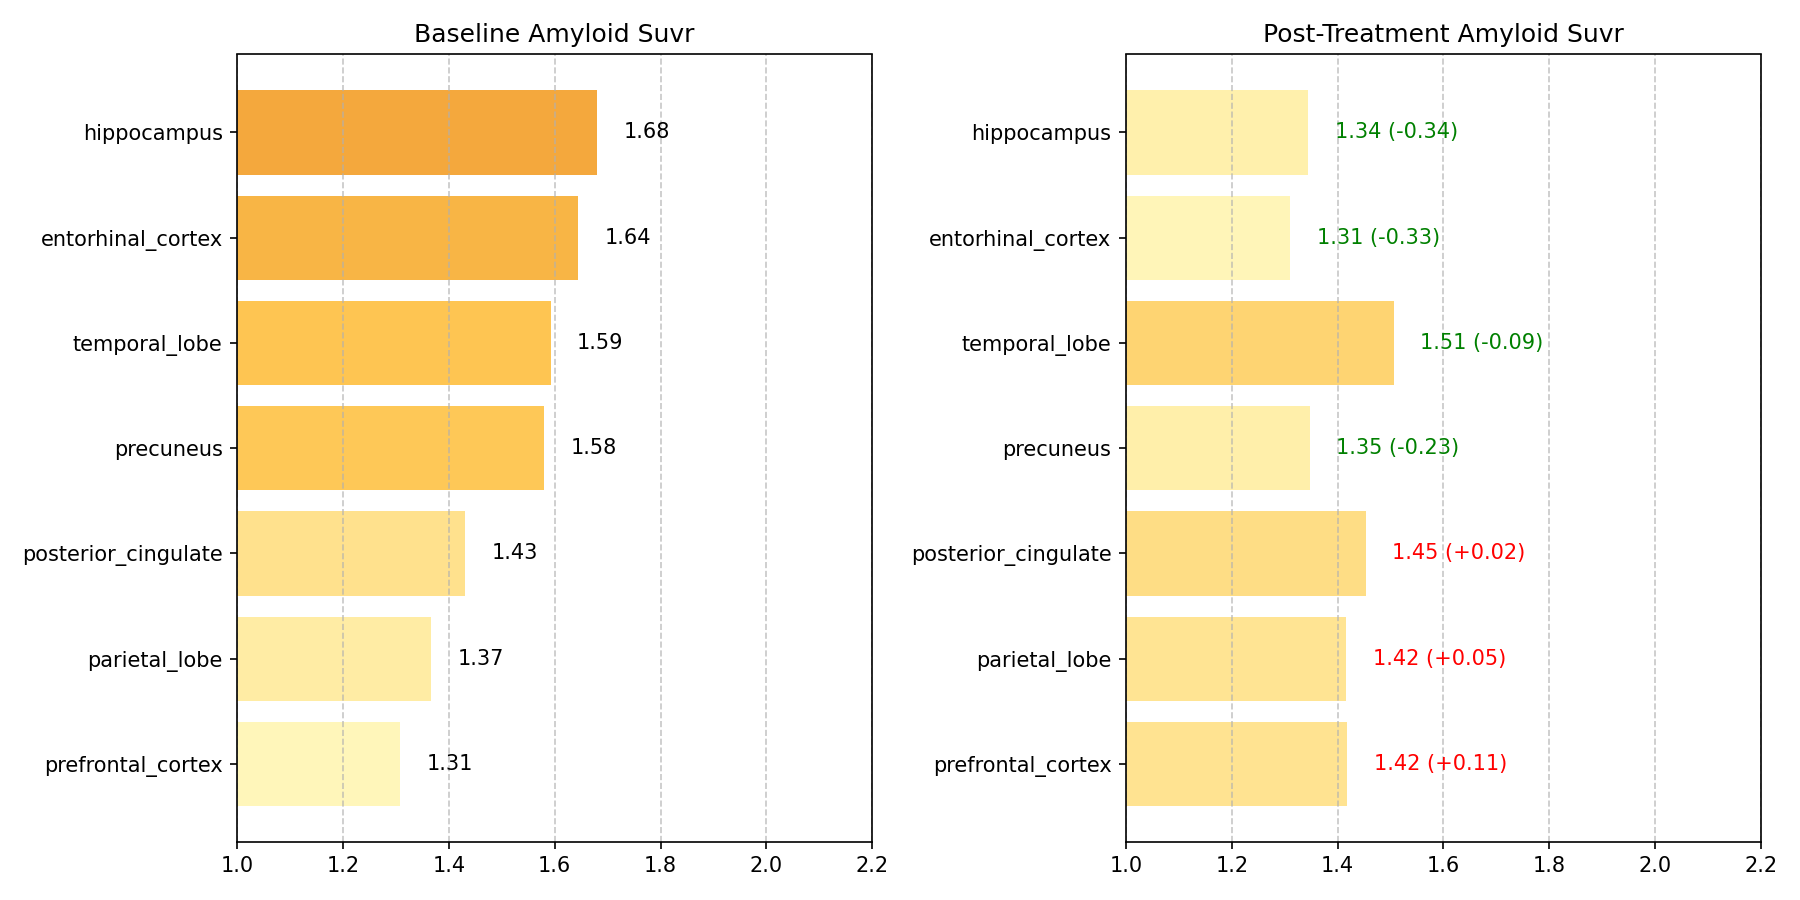 Baseline Amyloid Suvr
hippocampus
1.68
entorhinal_cortex
1.64
temporal_lobe
1.59
precuneus
1.58
posterior_cingulate
1.43
parietal_lobe
1.37
prefrontal_cortex
1.31
1.0 1.2 1.4 1.6 1.8 2.0 2.2
Post-Treatment Amyloid Suvr
hippocampus
1.34 (-0.34)
entorhinal_cortex
1.31 (-0.33)
temporal_lobe
1.51 (-0.09)
precuneus
1.35 (-0.23)
posterior_cingulate
1.45 (+0.02)
parietal_lobe
1.42 (+0.05)
prefrontal_cortex
1.42 (+0.11)
1.0 1.2 1.4 1.6 1.8 2.0 2.2